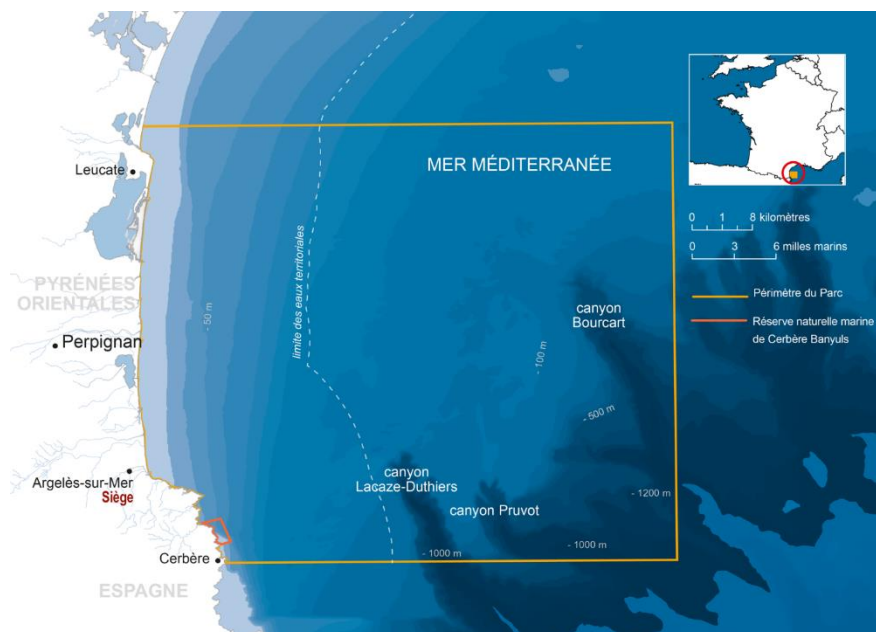 MER MÉDITERRANÉE
Leucate
PYRÉNÉES
ORIENTALES
Perpignan
Argelès-sur-Mer
Siège
Cerbère
ESPAGNE
- 50 m
limite des eaux territoriales
canyon
Bourcart
- 100 m
- 500 m
canyon
Lacaze-Duthiers
canyon Pruvot
- 1200 m
- 1000 m
- 1000 m
0 1 8 kilomètres
0 3 6 milles marins
Périmètre du Parc
Réserve naturelle marine
de Cerbère Banyuls